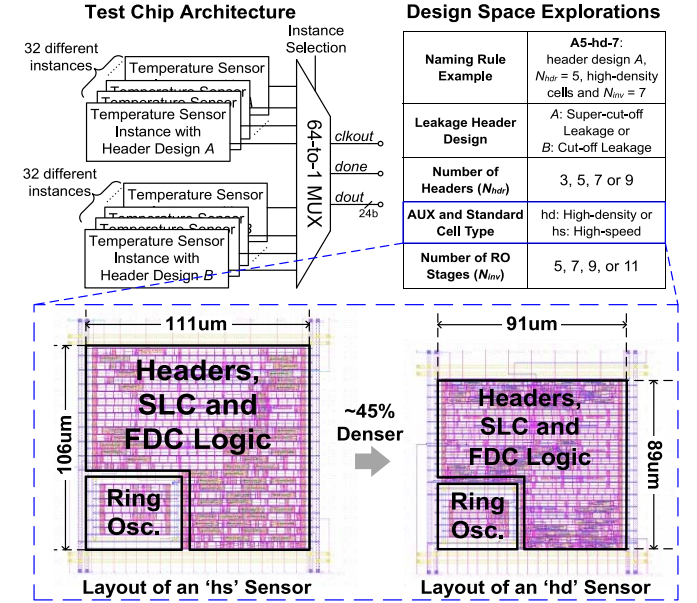 Test Chip Architecture
32 different
instances
Temperature Sensor
Temperature Sensor
Instance with
Header Design A
32 different
instances
Temperature Sensor
Temperature Sensor
Instance with
Header Design B
Instance
Selection
64-to-1 MUX
clkout
done
dout
24b
Design Space Explorations
Naming Rule
Example
A5-hd-7:
header design A,
Nhdr = 5, high-density
cells and Ninv = 7
Leakage Header
Design
A: Super-cut-off
Leakage or
B: Cut-off Leakage
Number of
Headers (Nhdr)
3, 5, 7 or 9
AUX and Standard
Cell Type
hd: High-density or
hs: High-speed
Number of RO
Stages (Ninv)
5, 7, 9, or 11
111um
106um
Headers,
SLC and
FDC Logic
Ring
Osc.
Layout of an ‘hs’ Sensor
~45%
Denser
91um
89um
Headers,
SLC and
FDC Logic
Ring
Osc.
Layout of an ‘hd’ Sensor